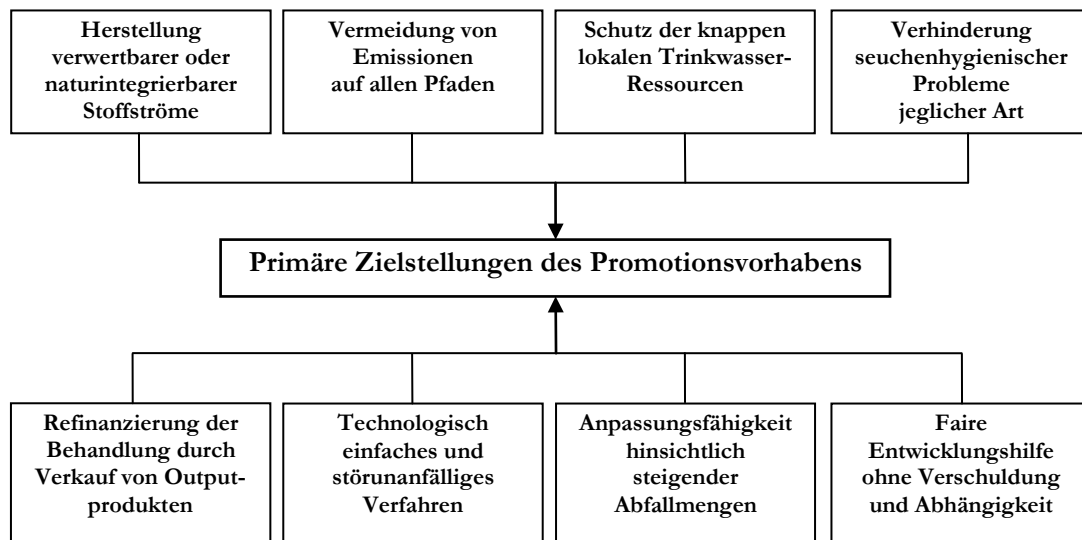 Herstellung
verwertbarer oder
naturintegrierbarer
Stoffströme
Vermeidung von
Emissionen
auf allen Pfaden
Schutz der knappen
lokalen Trinkwasser-
Ressourcen
Verhinderung
seuchenhygienischer
Probleme
jeglicher Art
Primäre Zielstellungen des Promotionsvorhabens
Refinanzierung der
Behandlung durch
Verkauf von Output-
produkten
Technologisch
einfaches und
störunanfälliges
Verfahren
Anpassungsfähigkeit
hinsichtlich
steigender
Abfallmengen
Faire
Entwicklungshilfe
ohne Verschuldung
und Abhängigkeit